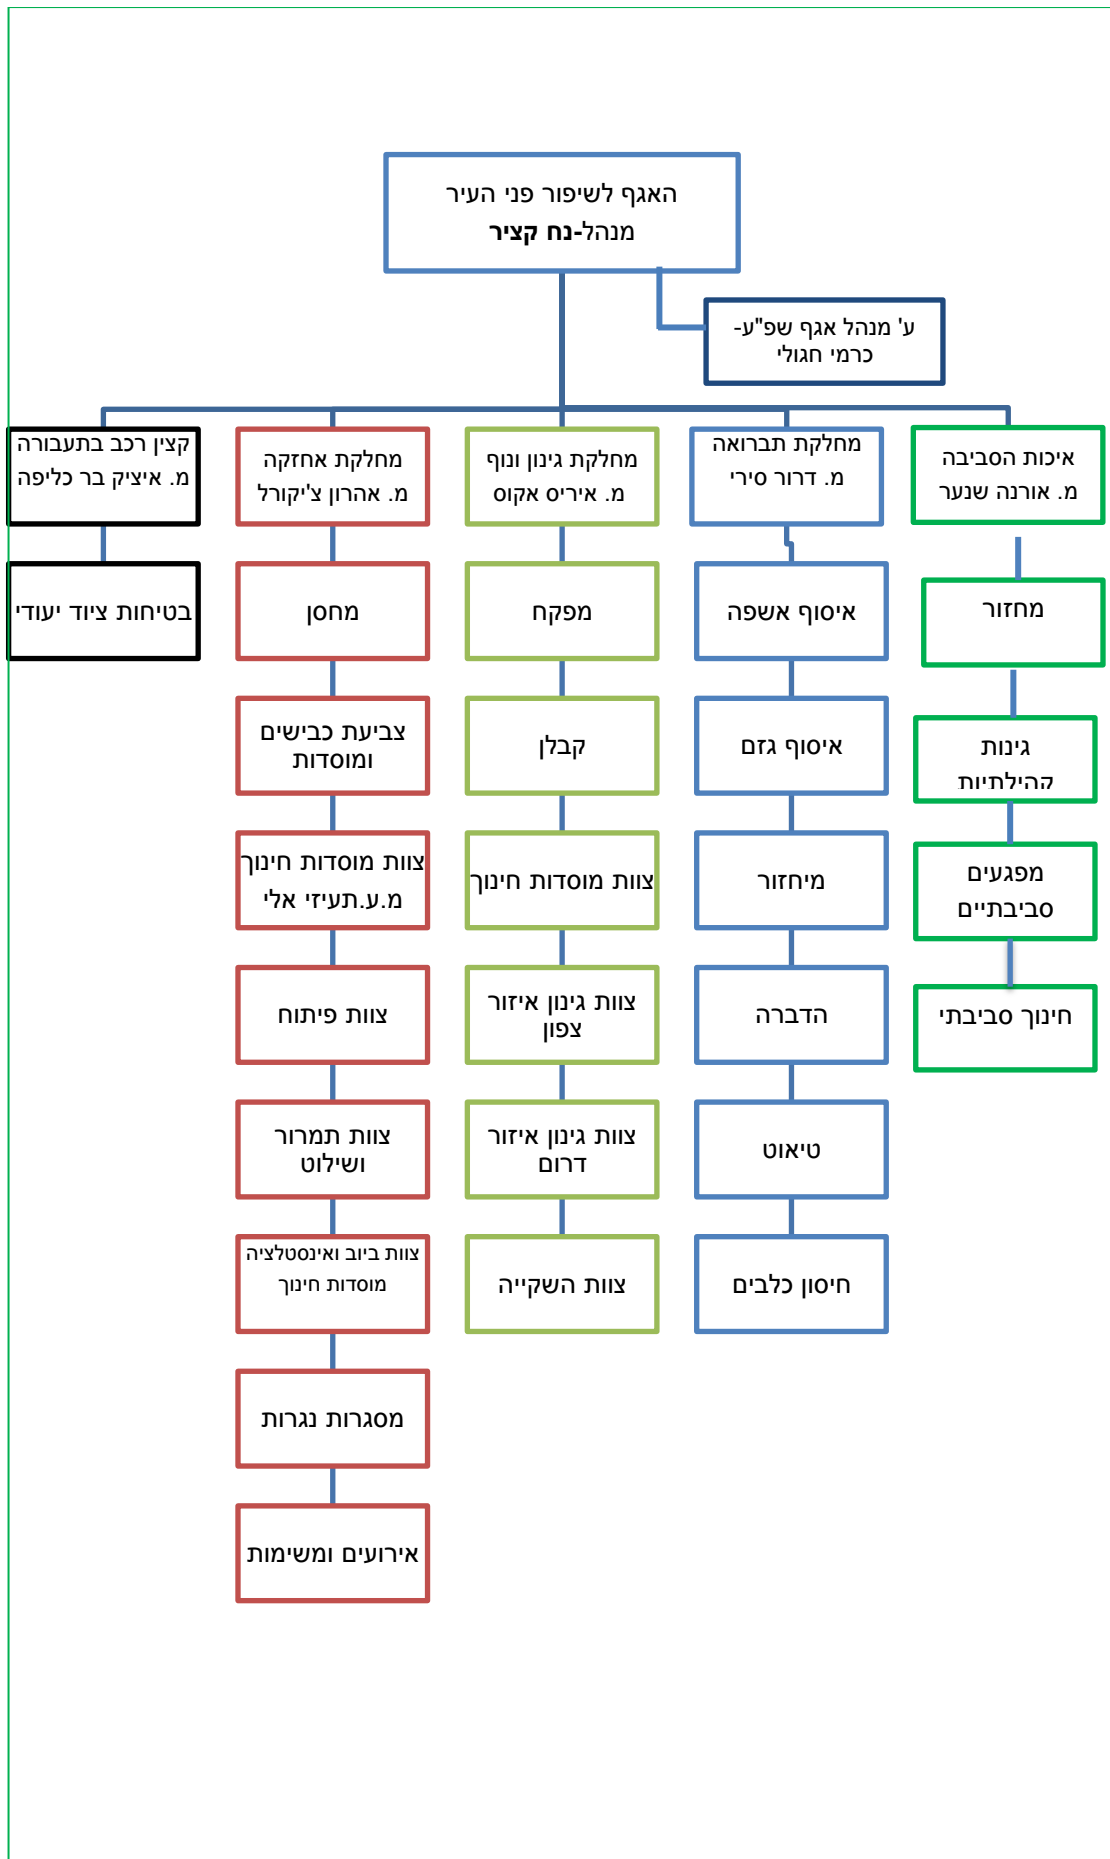 האגף לשיפור פני העיר
מנהל-נח קציר
ע' מנהל אגף שפ"ע-
כרמי חגולי
איכות הסביבה
מ. אורנה שנער
מחזור
גינות
קהילתיות
מפגעים
סביבתיים
חינוך סביבתי
מחלקת תברואה
מ. דרור סירי
איסוף אשפה
איסוף גזם
מיחזור
הדברה
טיאוט
חיסון כלבים
מחלקת גינון ונוף
מ. איריס אקוס
מפקח
קבלן
צוות מוסדות חינוך
צוות גינון איזור
צפון
צוות גינון איזור
דרום
צוות השקייה
מחלקת אחזקה
מ. אהרון צ'יקורל
מחסן
צביעת כבישים
ומוסדות
צוות מוסדות חינוך
מ.ע.תעיזי אלי
צוות פיתוח
צוות תמרור
ושילוט
צוות ביוב ואינסטלציה
מוסדות חינוך
מסגרות נגרות
אירועים ומשימות
קצין רכב בתעבורה
מ. איציק בר כליפה
בטיחות ציוד יעודי